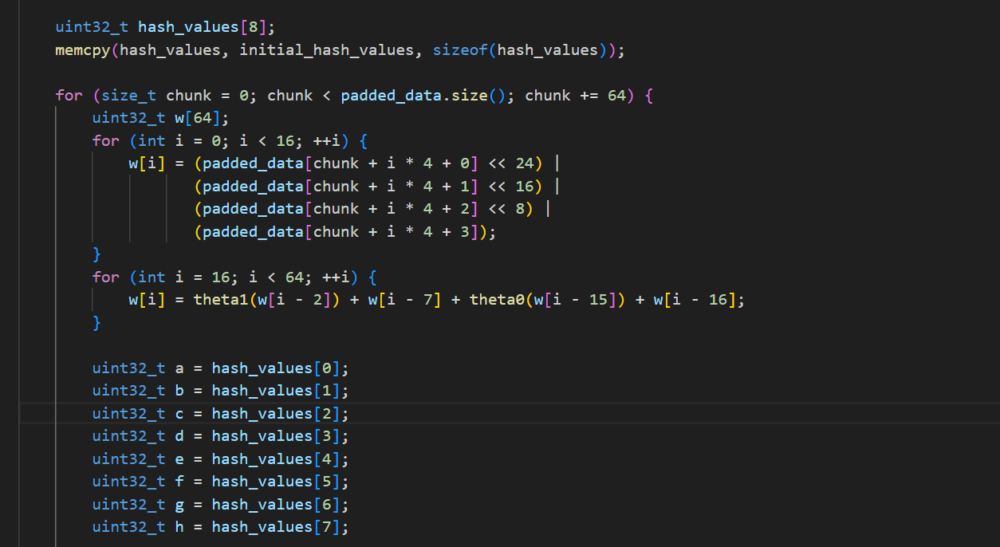 uint32_t hash_values[8];
memcpy(hash_values, initial_hash_values, sizeof(hash_values));
for (size_t chunk = 0; chunk < padded_data.size(); chunk += 64) {
uint32_t w[64];
for (int i = 0; i < 16; ++i) {
w[i] = (padded_data[chunk + i * 4 + 0] << 24) |
(padded_data[chunk + i * 4 + 1] << 16) |
(padded_data[chunk + i * 4 + 2] << 8) |
(padded_data[chunk + i * 4 + 3]);
}
for (int i = 16; i < 64; ++i) {
w[i] = theta1(w[i - 2]) + w[i - 7] + theta0(w[i - 15]) + w[i - 16];
}
uint32_t a = hash_values[0];
uint32_t b = hash_values[1];
uint32_t c = hash_values[2];
uint32_t d = hash_values[3];
uint32_t e = hash_values[4];
uint32_t f = hash_values[5];
uint32_t g = hash_values[6];
uint32_t h = hash_values[7];